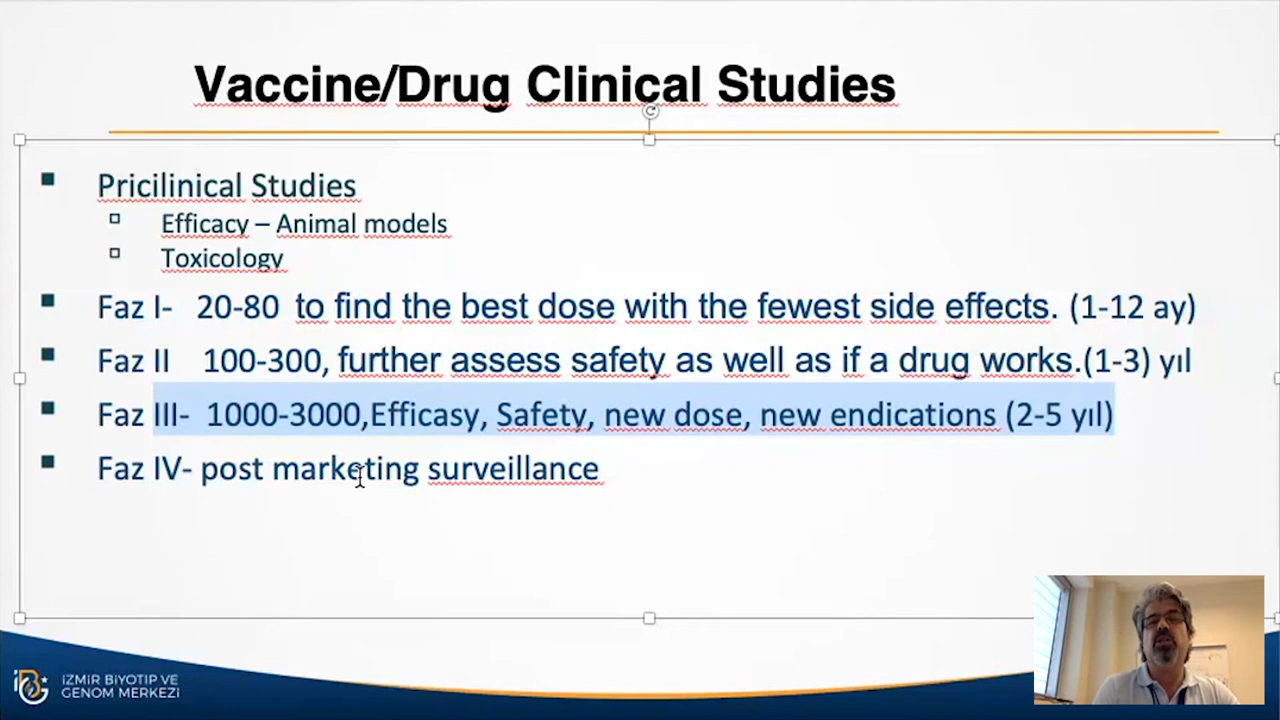 Vaccine/Drug Clinical Studies
Pricilinical Studies
Efficacy – Animal models
Toxicology
Faz I- 20-80 to find the best dose with the fewest side effects. (1-12 ay)
Faz II 100-300, further assess safety as well as if a drug works.(1-3) yıl
Faz III- 1000-3000,Efficasy, Safety, new dose, new endications (2-5 yıl)
Faz IV- post marketing surveillance
İZMİR BİYOTIP VE
GENOM MERKEZİ